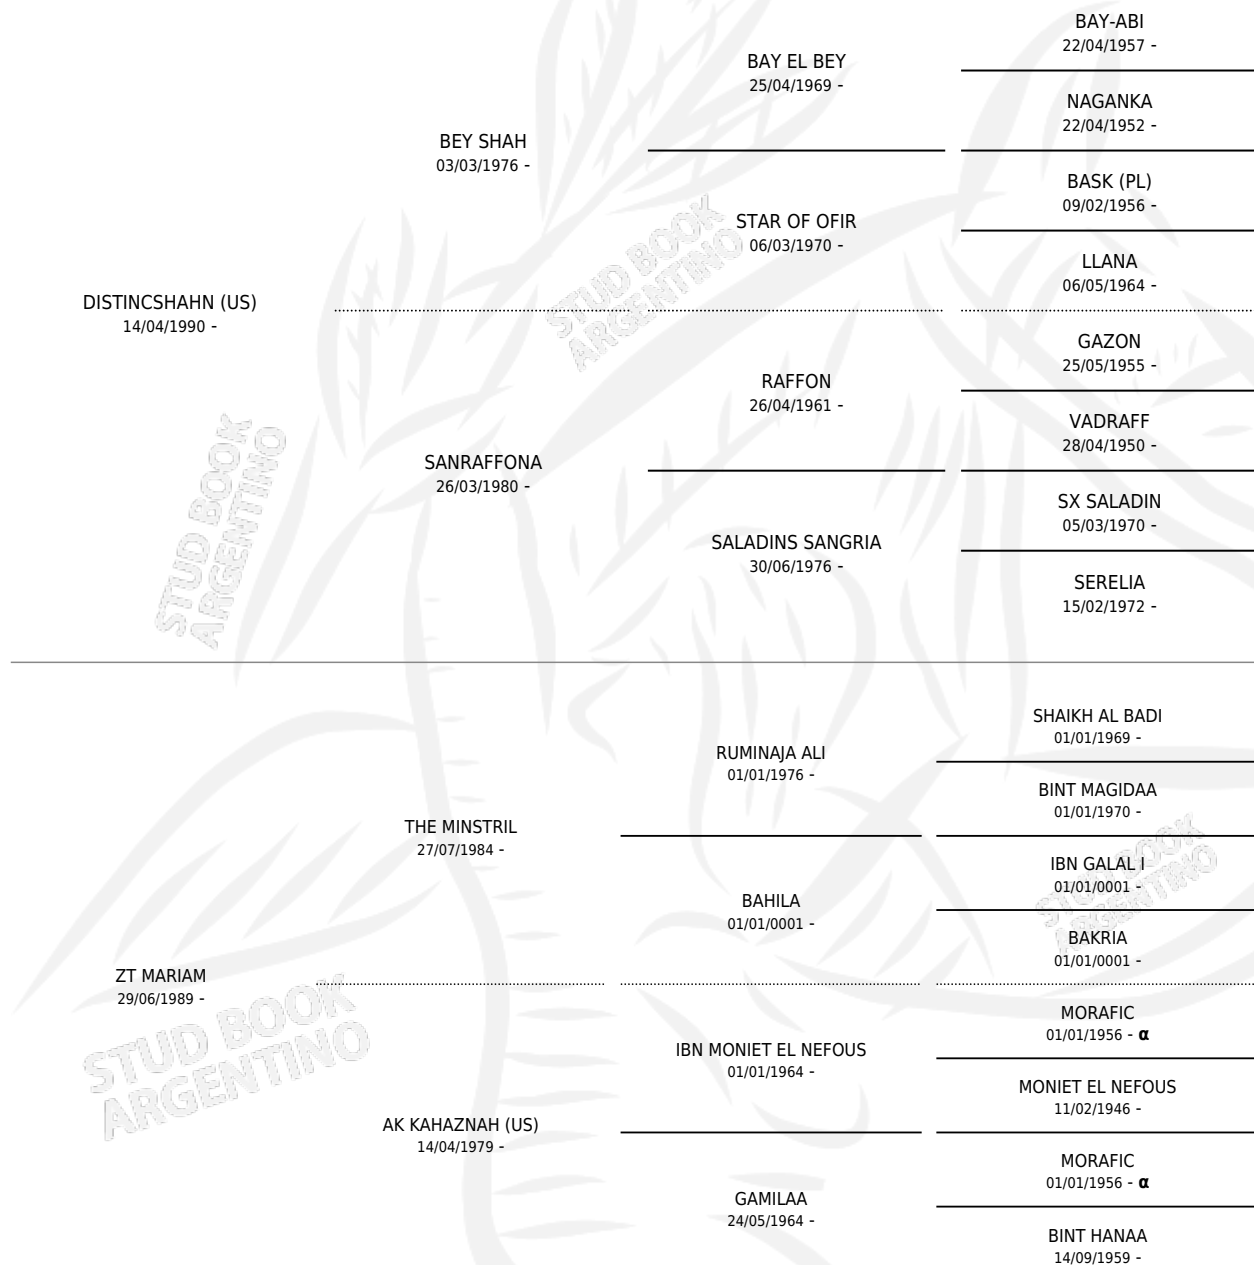 BAY-ABI
22/04/1957 -
BAY EL BEY
25/04/1969 -
NAGANKA
22/04/1952 -
BEY SHAH
03/03/1976 -
BASK (PL)
09/02/1956 -
STAR OF OFIR
06/03/1970 -
LLANA
06/05/1964 -
DISTINCSHAHN (US)
14/04/1990 -
GAZON
25/05/1955 -
RAFFON
26/04/1961 -
VADRAFF
28/04/1950 -
SANRAFFONA
26/03/1980 -
SX SALADIN
05/03/1970 -
SALADINS SANGRIA
30/06/1976 -
SERELIA
15/02/1972 -
SHAIKH AL BADI
01/01/1969 -
RUMINAJA ALI
01/01/1976 -
BINT MAGIDAA
01/01/1970 -
THE MINSTRIL
27/07/1984 -
IBN GALAL I
01/01/0001 -
BAHILA
01/01/0001 -
BAKRIA
01/01/0001 -
ZT MARIAM
29/06/1989 -
MORAFIC
01/01/1956 - α
IBN MONIET EL NEFOUS
01/01/1964 -
MONIET EL NEFOUS
11/02/1946 -
AK KAHAZNAH (US)
14/04/1979 -
MORAFIC
01/01/1956 - α
GAMILAA
24/05/1964 -
BINT HANAA
14/09/1959 -
STUD BOOK
ARGENTINO
STUD BOOK
ARGENTINO
STUD BOOK
ARGENTINO
STUD BOOK
ARGENTINO